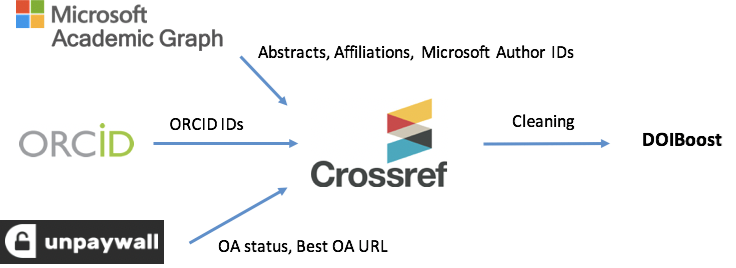 Microsoft
Academic Graph
Abstracts, Affiliations, Microsoft Author IDs
ORCID
ORCID IDs
Crossref
Cleaning
DOIBoost
unpaywall
OA status, Best OA URL